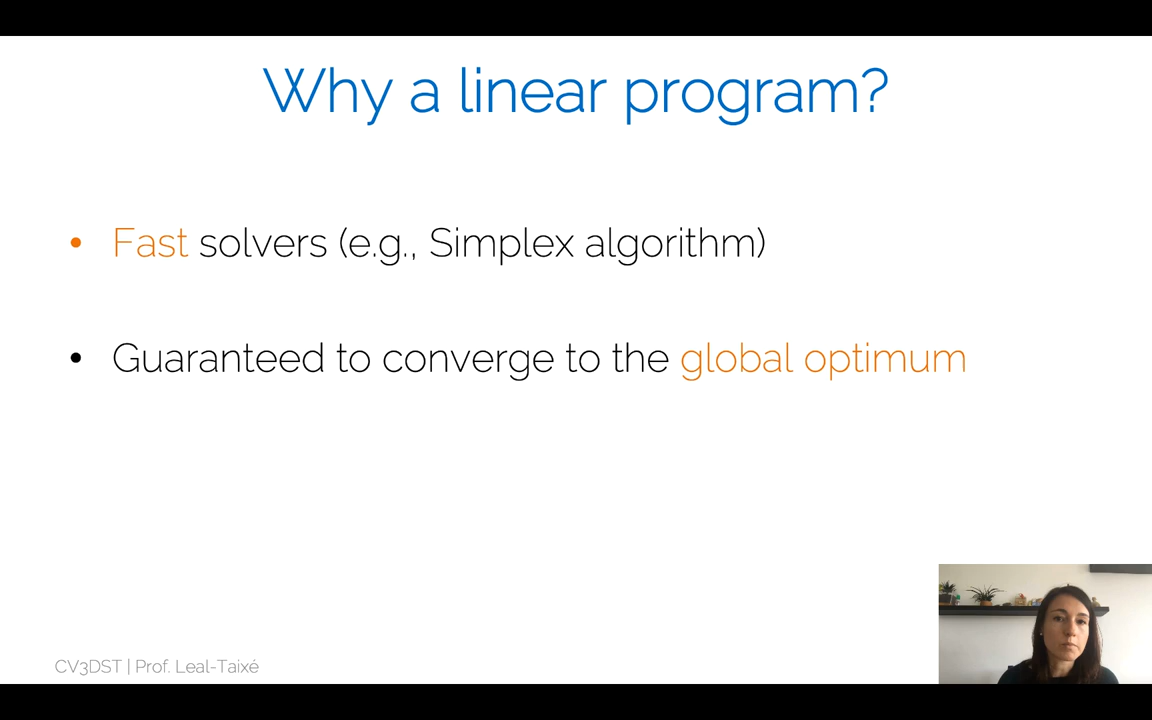 Why a linear program?
• Fast solvers (e.g., Simplex algorithm)
• Guaranteed to converge to the global optimum
CV3DST | Prof. Leal-Taixé